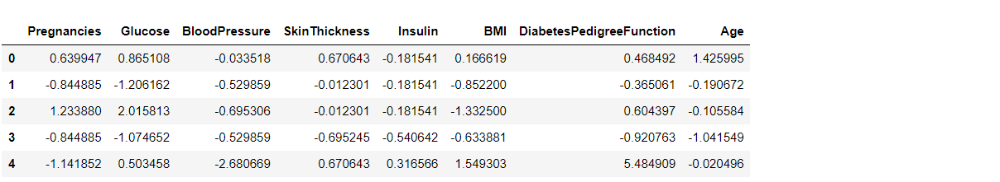 Pregnancies Glucose BloodPressure SkinThickness Insulin BMI DiabetesPedigreeFunction Age
0 0.639947 0.865108 -0.033518 0.670643 -0.181541 0.166619 0.468492 1.425995
1 -0.844885 -1.206162 -0.529859 -0.012301 -0.181541 -0.852200 -0.365061 -0.190672
2 1.233880 2.015813 -0.695306 -0.012301 -0.181541 -1.332500 0.604397 -0.105584
3 -0.844885 -1.074652 -0.529859 -0.695245 -0.540642 -0.633881 -0.920763 -1.041549
4 -1.141852 0.503458 -2.680669 0.670643 0.316566 1.549303 5.484909 -0.020496